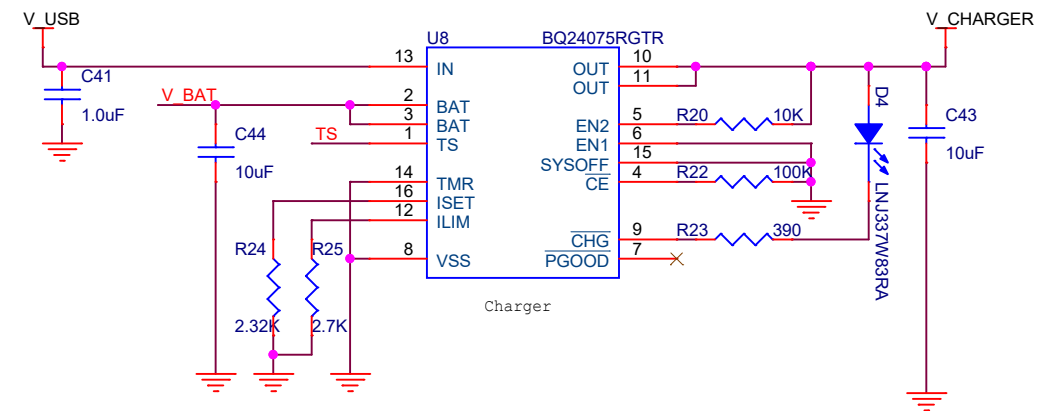 V_USB
V_CHARGER
U8
BQ24075RGTR
13
IN
10
OUT
11
OUT
C41
1.0uF
V_BAT
2
BAT
3
BAT
TS
1
TS
5
EN2
R20
10K
6
EN1
15
SYSOFF
4
CE
R22
100K
D4
LNJ337W83RA
C43
10uF
C44
10uF
14
TMR
16
ISET
12
ILIM
8
VSS
9
CHG
R23
390
7
PGOOD
R24
2.32K
R25
2.7K
Charger